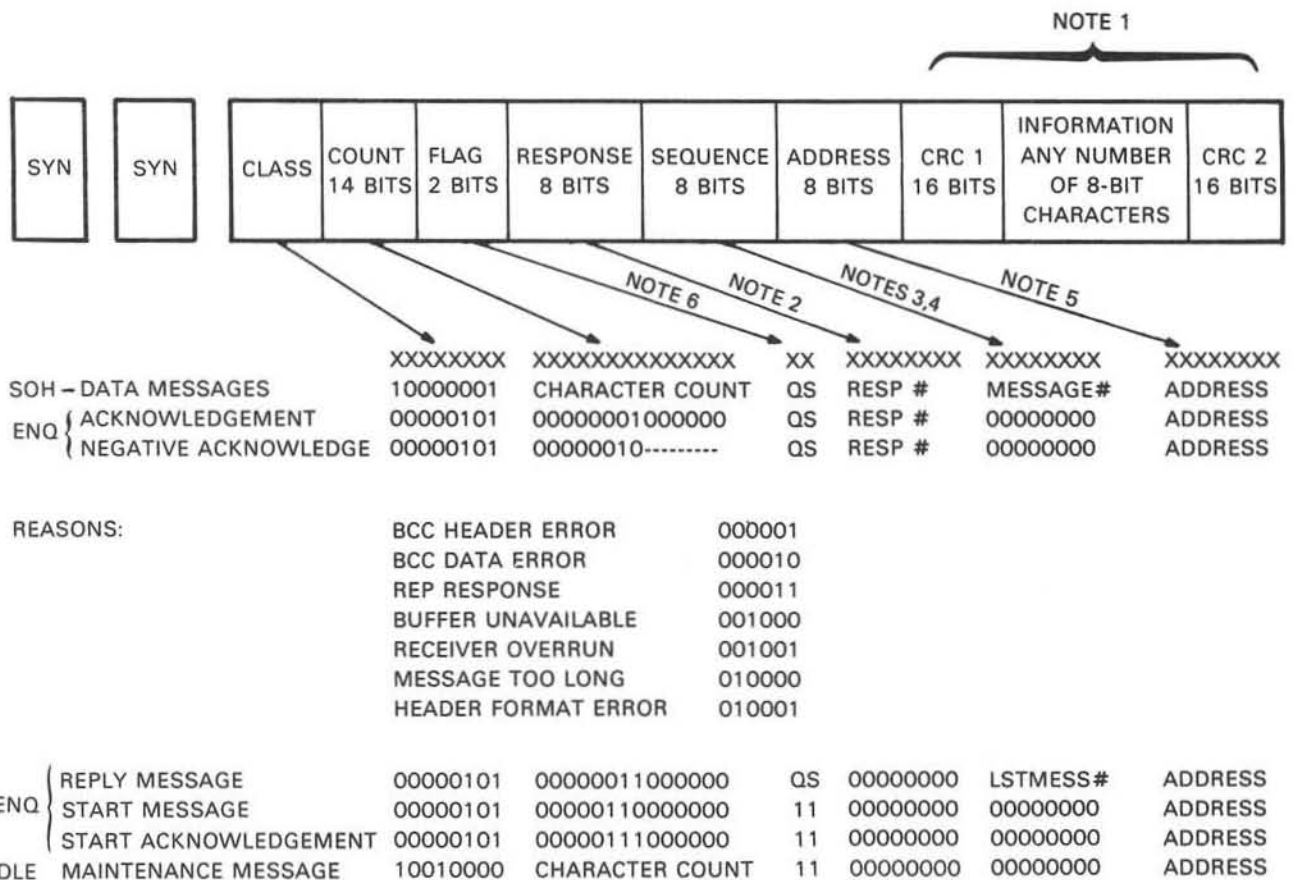 NOTE 1
SYN SYN CLASS COUNT 14 BITS FLAG 2 BITS RESPONSE 8 BITS SEQUENCE 8 BITS ADDRESS 8 BITS CRC 1 16 BITS INFORMATION ANY NUMBER OF 8-BIT CHARACTERS CRC 2 16 BITS
NOTE 6 NOTE 2 NOTES 3,4 NOTE 5
XXXXXXXX XXXXXXXXXXXXXX XX XXXXXXXX XXXXXXXX XXXXXXXX
SOH – DATA MESSAGES 10000001 CHARACTER COUNT QS RESP # MESSAGE# ADDRESS
ENQ ACKNOWLEDGEMENT 00000101 00000001000000 QS RESP # 00000000 ADDRESS
NEGATIVE ACKNOWLEDGE 00000101 00000010--------- QS RESP # 00000000 ADDRESS
REASONS: BCC HEADER ERROR 000001
BCC DATA ERROR 000010
REP RESPONSE 000011
BUFFER UNAVAILABLE 001000
RECEIVER OVERRUN 001001
MESSAGE TOO LONG 010000
HEADER FORMAT ERROR 010001
ENQ REPLY MESSAGE 00000101 00000011000000 QS 00000000 LSTMESS# ADDRESS
START MESSAGE 00000101 00000110000000 11 00000000 00000000 ADDRESS
START ACKNOWLEDGEMENT 00000101 00000111000000 11 00000000 00000000 ADDRESS
DLE MAINTENANCE MESSAGE 10010000 CHARACTER COUNT 11 00000000 00000000 ADDRESS